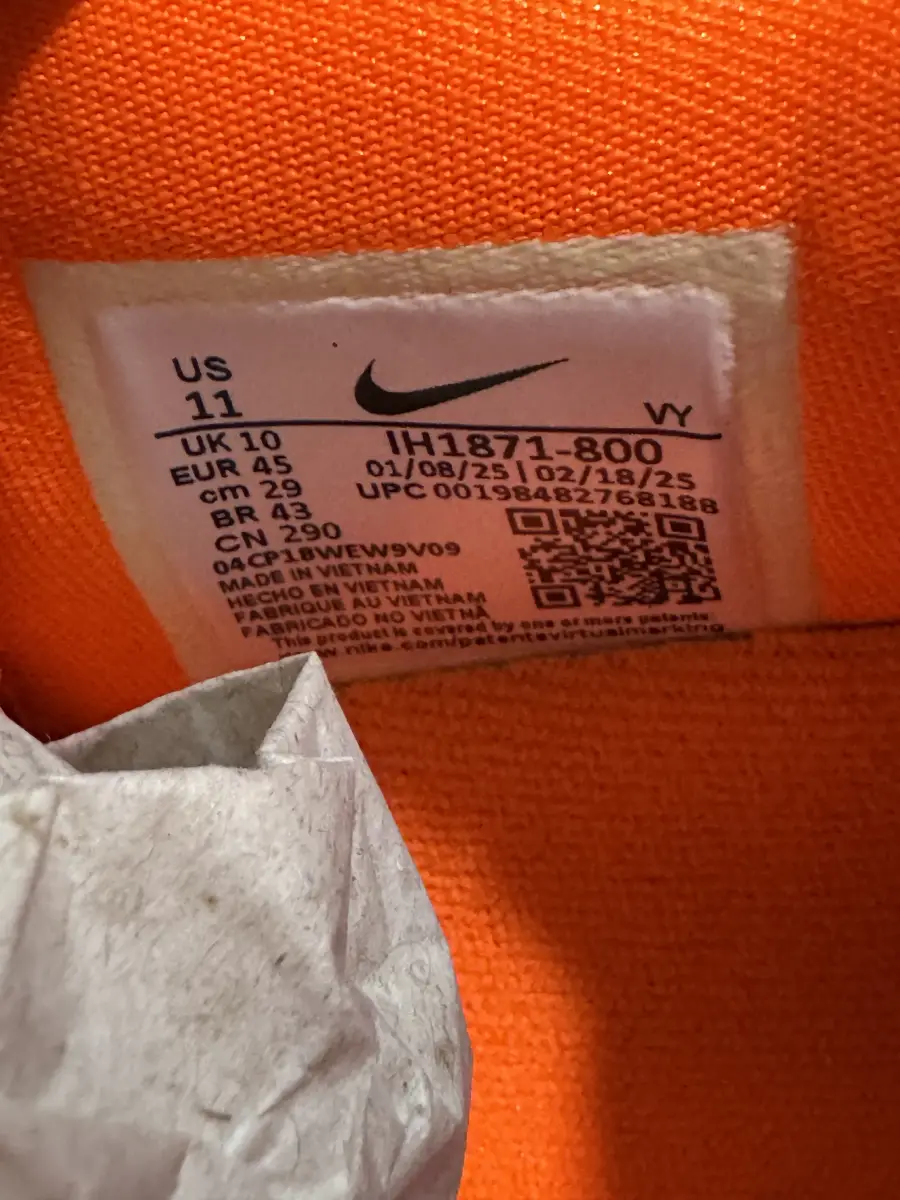 US
11
VY
UK 10
IH1871-800
EUR 45
01/08/25 | 02/18/25
cm 29
UPC 00198482768188
BR 43
CN 290
04CP18WEW9V09
MADE IN VIETNAM
HECHO EN VIETNAM
FABRIQUE AU VIETNAM
FABRICADO NO VIETNÃ
This product is covered by one or more patents.
www.nike.com/patentsvirtualmarking